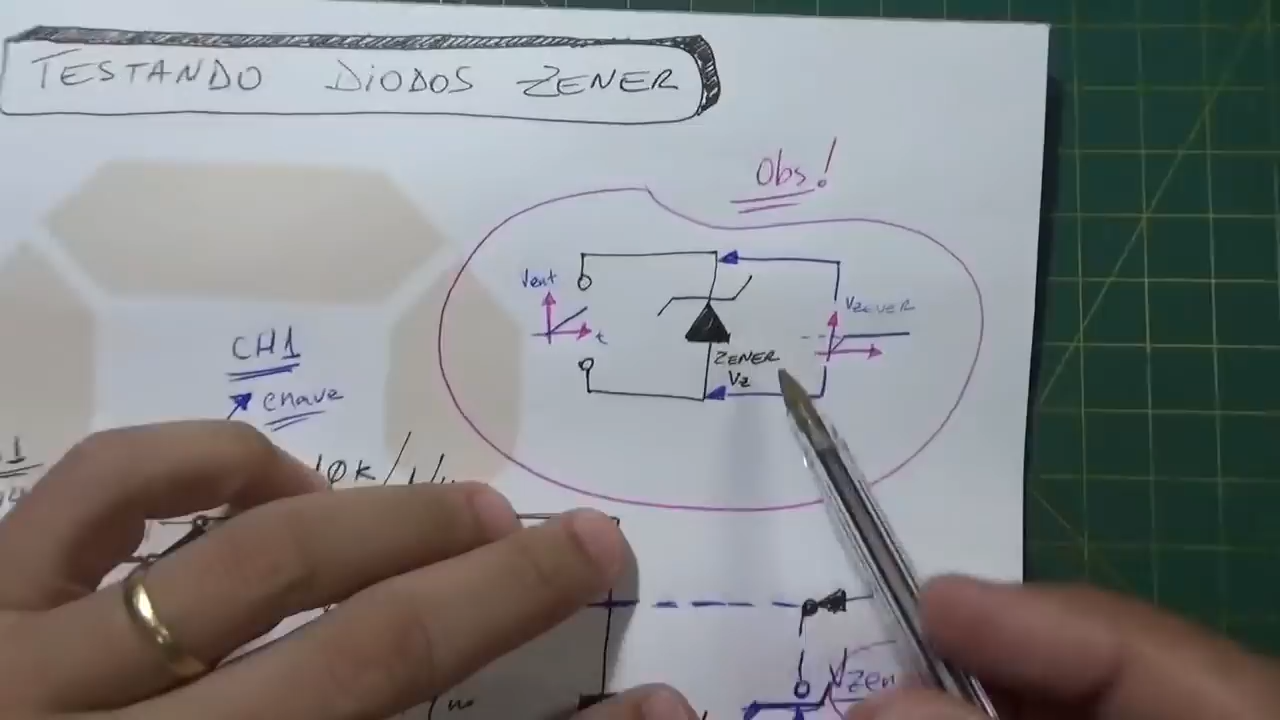 TESTANDO DIODOS ZENER
Obs!
Vent
t
VZENER
ZENER
Vz
CH1
chave
10K/
Vzen